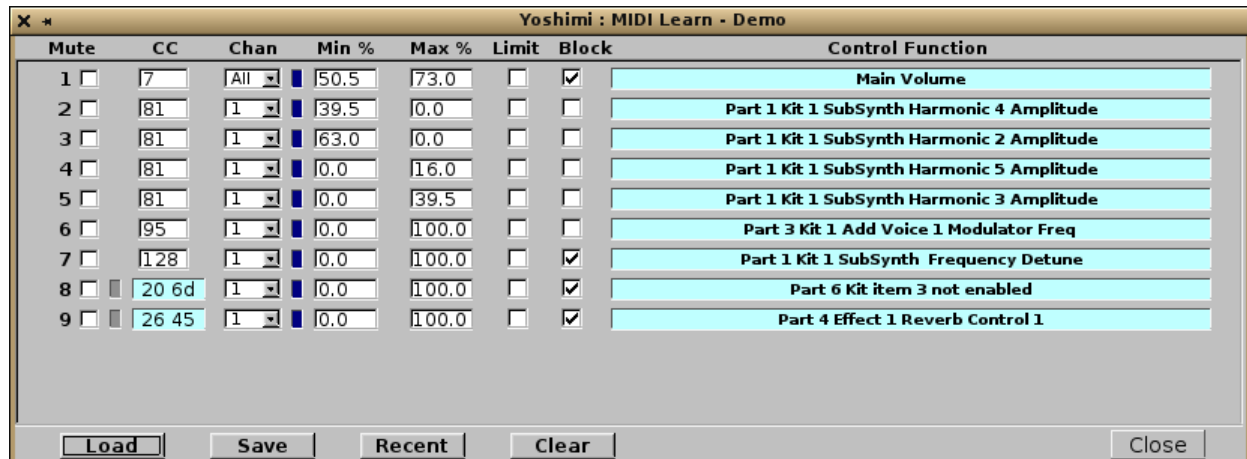 Yoshimi : MIDI Learn - Demo
Mute CC Chan Min % Max % Limit Block Control Function
1 7 All 50.5 73.0 Main Volume
2 81 1 39.5 0.0 Part 1 Kit 1 SubSynth Harmonic 4 Amplitude
3 81 1 63.0 0.0 Part 1 Kit 1 SubSynth Harmonic 2 Amplitude
4 81 1 0.0 16.0 Part 1 Kit 1 SubSynth Harmonic 5 Amplitude
5 81 1 0.0 39.5 Part 1 Kit 1 SubSynth Harmonic 3 Amplitude
6 95 1 0.0 100.0 Part 3 Kit 1 Add Voice 1 Modulator Freq
7 128 1 0.0 100.0 Part 1 Kit 1 SubSynth Frequency Detune
8 20 6d 1 0.0 100.0 Part 6 Kit item 3 not enabled
9 26 45 1 0.0 100.0 Part 4 Effect 1 Reverb Control 1
Load Save Recent Clear Close